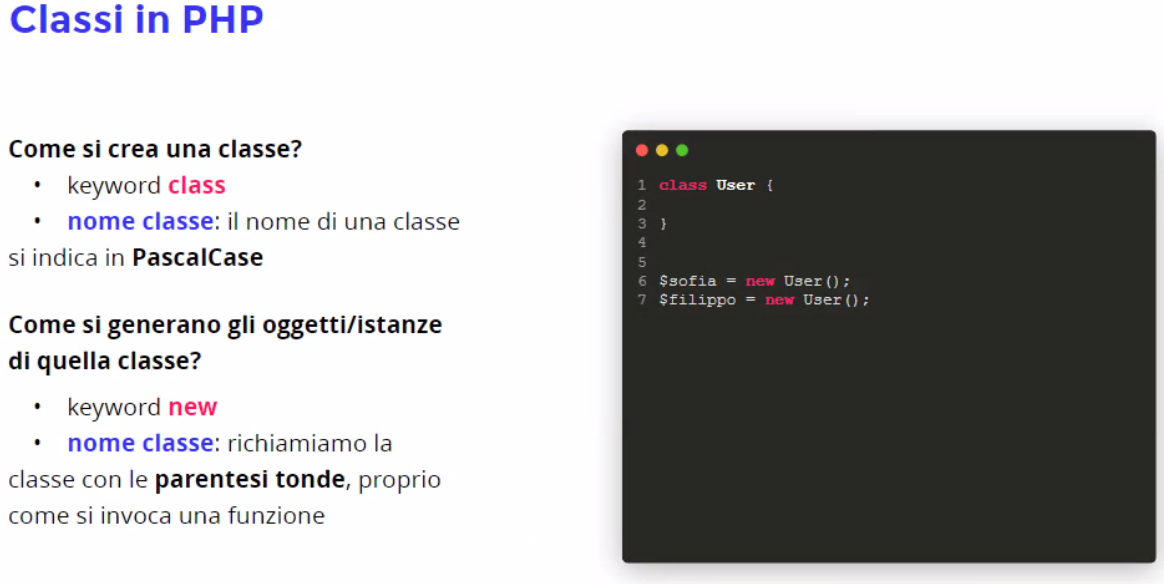 Classi in PHP
Come si crea una classe?
• keyword class
• nome classe: il nome di una classe
si indica in PascalCase
Come si generano gli oggetti/istanze
di quella classe?
• keyword new
• nome classe: richiamiamo la
classe con le parentesi tonde, proprio
come si invoca una funzione
1 class User {
2
3 }
4
5
6 $sofia = new User();
7 $filippo = new User();